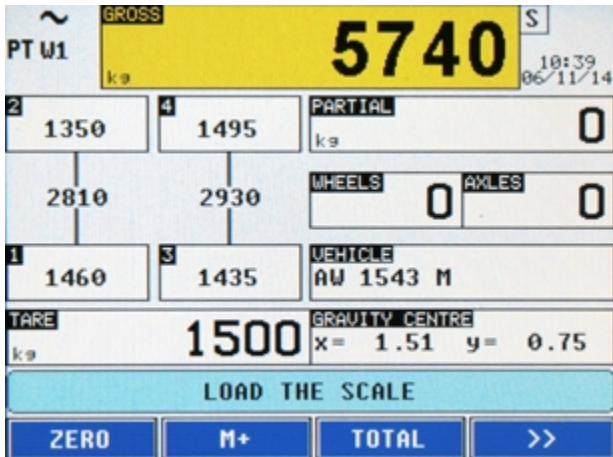 GROSS
5740
kg
S
PT W1
10:39
06/11/14
2
1350
4
1495
PARTIAL
kg
0
2810
2930
WHEELS
0
AXLES
0
1
1460
3
1435
VEHICLE
AW 1543 M
TARE
kg
1500
GRAVITY CENTRE
x= 1.51 y= 0.75
LOAD THE SCALE
ZERO
M+
TOTAL
>>